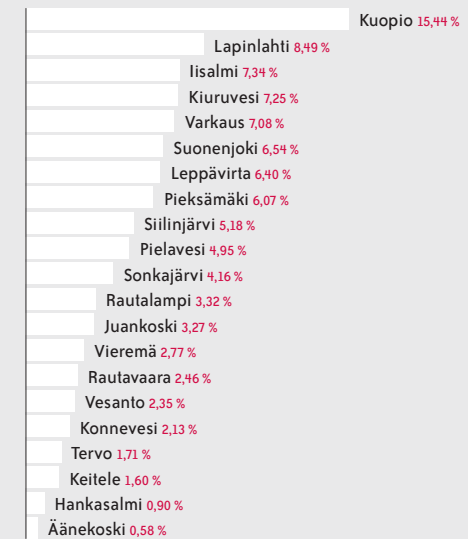 Kuopio 15,44 %
Lapinlahti 8,49 %
Iisalmi 7,34 %
Kiuruvesi 7,25 %
Varkaus 7,08 %
Suonenjoki 6,54 %
Leppävirta 6,40 %
Pieksämäki 6,07 %
Siilinjärvi 5,18 %
Pielavesi 4,95 %
Sonkajärvi 4,16 %
Rautalampi 3,32 %
Juankoski 3,27 %
Vieremä 2,77 %
Rautavaara 2,46 %
Vesanto 2,35 %
Konnevesi 2,13 %
Tervo 1,71 %
Keitele 1,60 %
Hankasalmi 0,90 %
Äänekoski 0,58 %